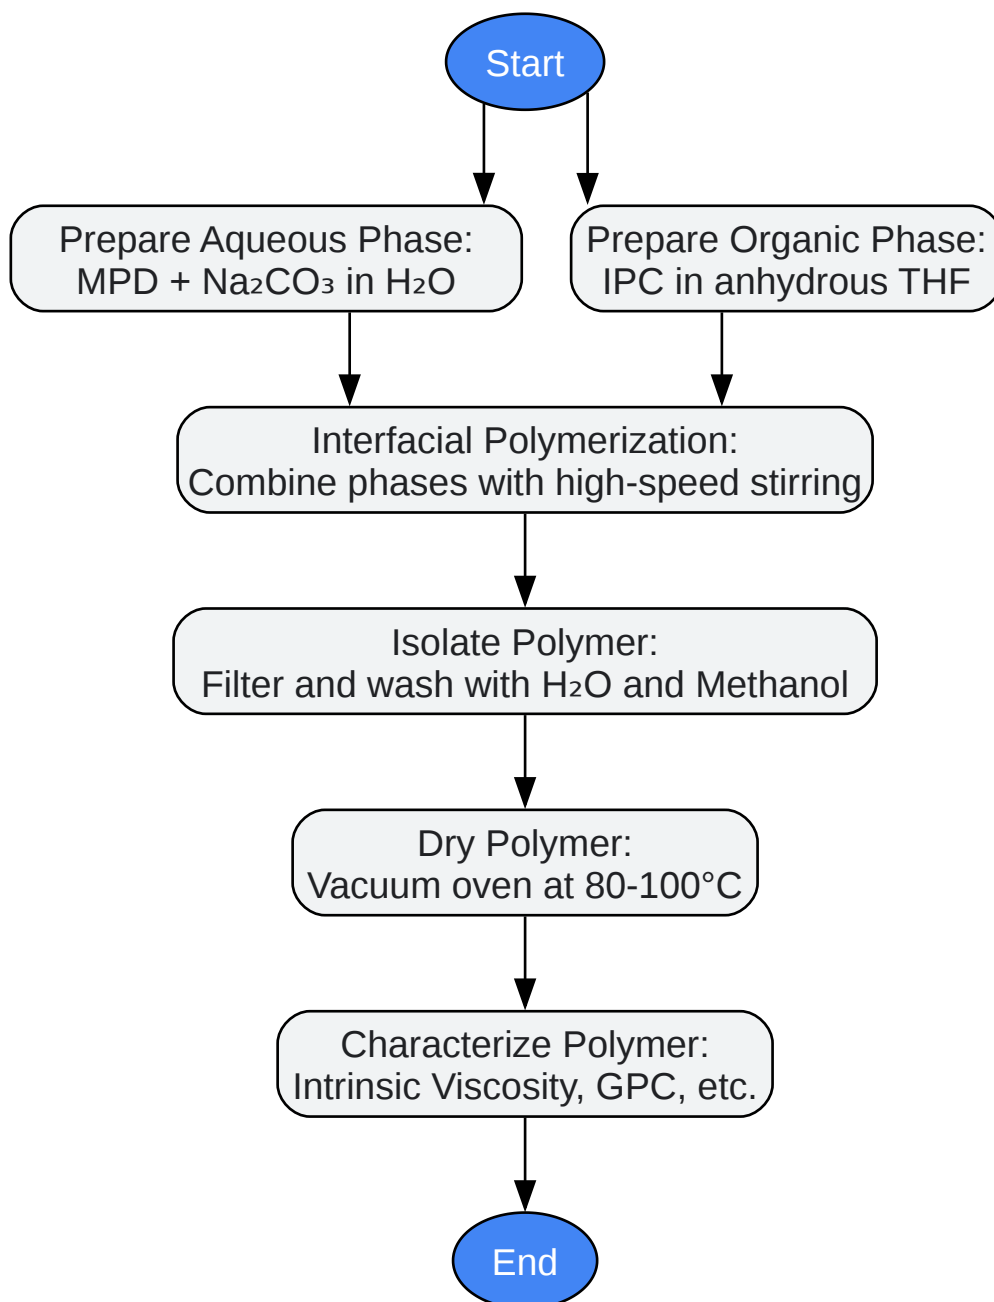 Start
Prepare Aqueous Phase:
MPD + Na₂CO₃ in H₂O
Prepare Organic Phase:
IPC in anhydrous THF
Interfacial Polymerization:
Combine phases with high-speed stirring
Isolate Polymer:
Filter and wash with H₂O and Methanol
Dry Polymer:
Vacuum oven at 80-100°C
Characterize Polymer:
Intrinsic Viscosity, GPC, etc.
End